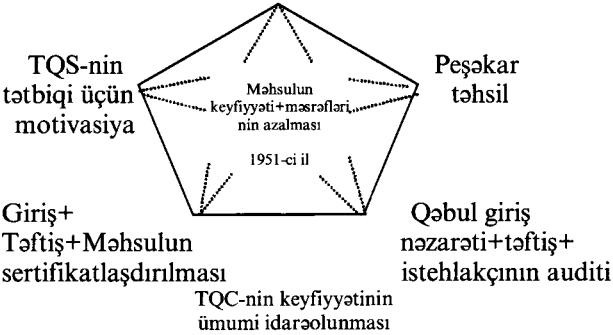 TQS-nin
tətbiqi üçün
motivasiya
Məhsulun
keyfiyyəti+məsrəfləri
nin azalması
1951-ci il
Peşəkar
təhsil
Giriş+
Təftiş+Məhsulun
sertifikatlaşdırılması
Qəbul giriş
nəzarəti+təftiş+
istehlakçının auditi
TQC-nin keyfiyyətinin
ümumi idarəolunması